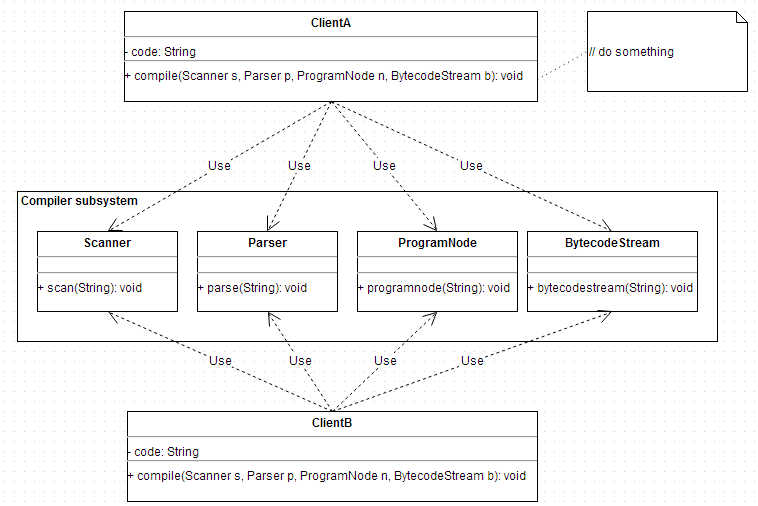 ClientA
- code: String
+ compile(Scanner s, Parser p, ProgramNode n, BytecodeStream b): void
// do something
Use
Use
Use
Use
Compiler subsystem
Scanner
+ scan(String): void
Parser
+ parse(String): void
ProgramNode
+ programnode(String): void
BytecodeStream
+ bytecodestream(String): void
Use
Use
Use
Use
ClientB
- code: String
+ compile(Scanner s, Parser p, ProgramNode n, BytecodeStream b): void